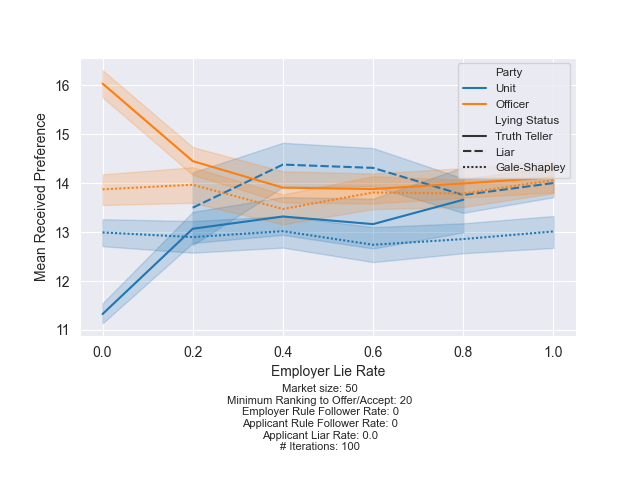 16
15
14
13
12
11
Mean Received Preference
Party
Unit
Officer
Lying Status
Truth Teller
Liar
Gale-Shapley
0.0 0.2 0.4 0.6 0.8 1.0
Employer Lie Rate
Market size: 50
Minimum Ranking to Offer/Accept: 20
Employer Rule Follower Rate: 0
Applicant Rule Follower Rate: 0
Applicant Liar Rate: 0.0
# Iterations: 100